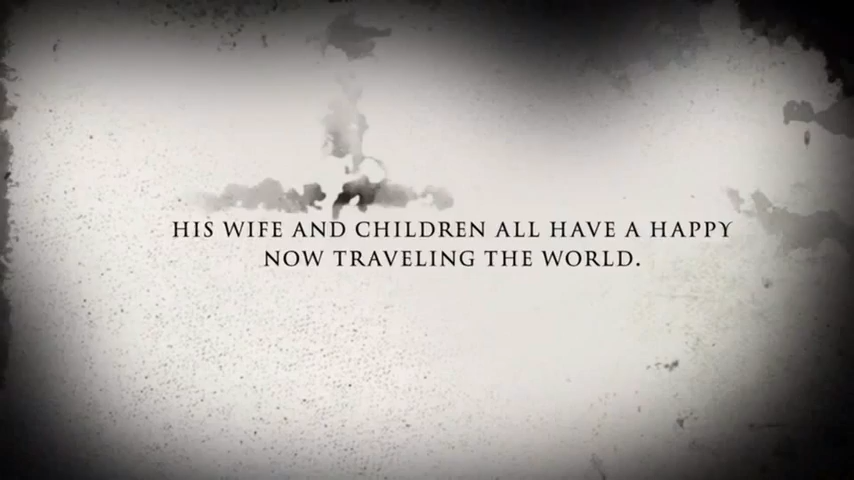 HIS WIFE AND CHILDREN ALL HAVE A HAPPY
NOW TRAVELING THE WORLD.